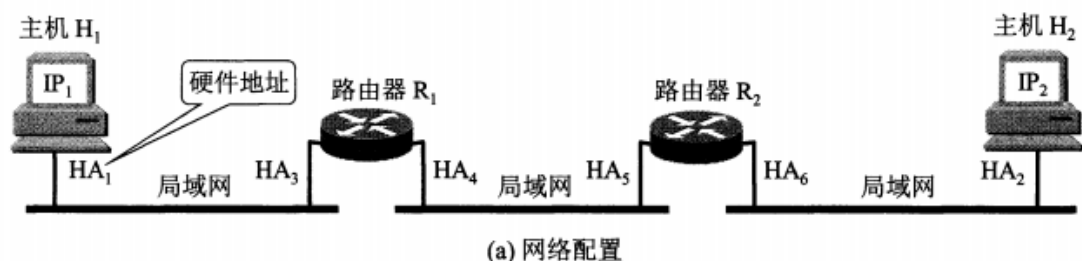 主机 H₁
主机 H₂
IP₁
硬件地址
路由器 R₁
路由器 R₂
IP₂
HA₁
局域网
HA₃
HA₄
局域网
HA₅
HA₆
局域网
HA₂
(a) 网络配置